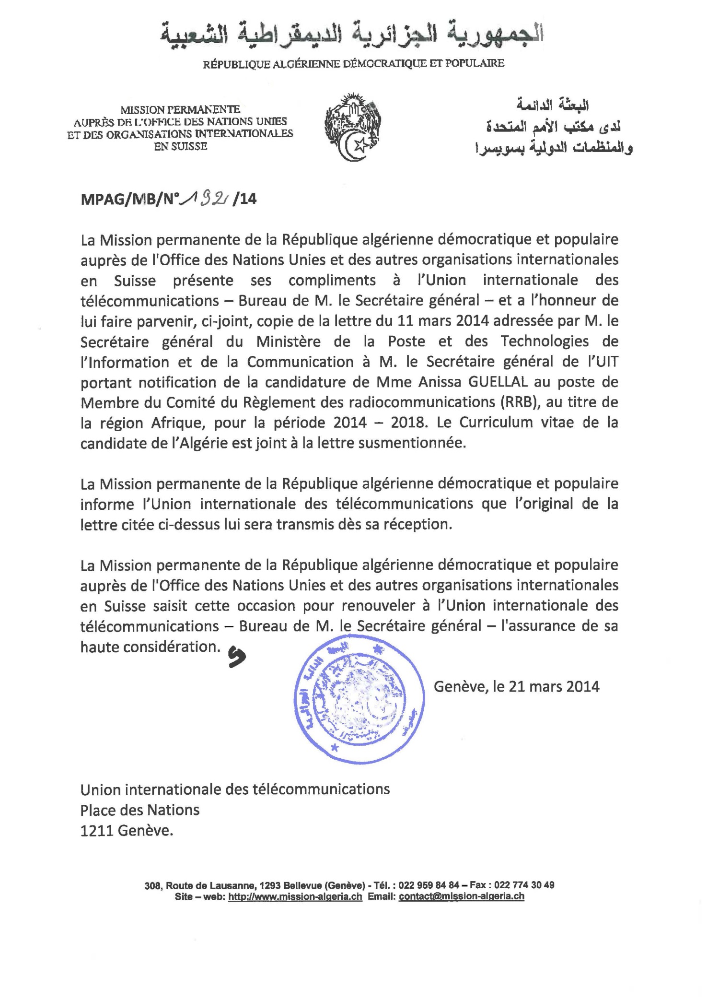 الجمهورية الجزائرية الديمقراطية الشعبية
RÉPUBLIQUE ALGÉRIENNE DÉMOCRATIQUE ET POPULAIRE
MISSION PERMANENTE
AUPRÈS DE L'OFFICE DES NATIONS UNIES
ET DES ORGANISATIONS INTERNATIONALES
EN SUISSE
البعثة الدائمة
لدى مكتب الأمم المتحدة
والمنظمات الدولية بسويسرا
MPAG/MB/N° 192 /14
La Mission permanente de la République algérienne démocratique et populaire
auprès de l'Office des Nations Unies et des autres organisations internationales
en Suisse présente ses compliments à l’Union internationale des
télécommunications – Bureau de M. le Secrétaire général – et a l’honneur de
lui faire parvenir, ci-joint, copie de la lettre du 11 mars 2014 adressée par M. le
Secrétaire général du Ministère de la Poste et des Technologies de
l’Information et de la Communication à M. le Secrétaire général de l’UIT
portant notification de la candidature de Mme Anissa GUELLAL au poste de
Membre du Comité du Règlement des radiocommunications (RRB), au titre de
la région Afrique, pour la période 2014 – 2018. Le Curriculum vitae de la
candidate de l’Algérie est joint à la lettre susmentionnée.
La Mission permanente de la République algérienne démocratique et populaire
informe l’Union internationale des télécommunications que l’original de la
lettre citée ci-dessus lui sera transmis dès sa réception.
La Mission permanente de la République algérienne démocratique et populaire
auprès de l'Office des Nations Unies et des autres organisations internationales
en Suisse saisit cette occasion pour renouveler à l’Union internationale des
télécommunications – Bureau de M. le Secrétaire général – l'assurance de sa
haute considération.
Genève, le 21 mars 2014
Union internationale des télécommunications
Place des Nations
1211 Genève.
308, Route de Lausanne, 1293 Bellevue (Genève) - Tél. : 022 959 84 84 – Fax : 022 774 30 49
Site – web: http://www.mission-algeria.ch Email: contact@mission-algeria.ch